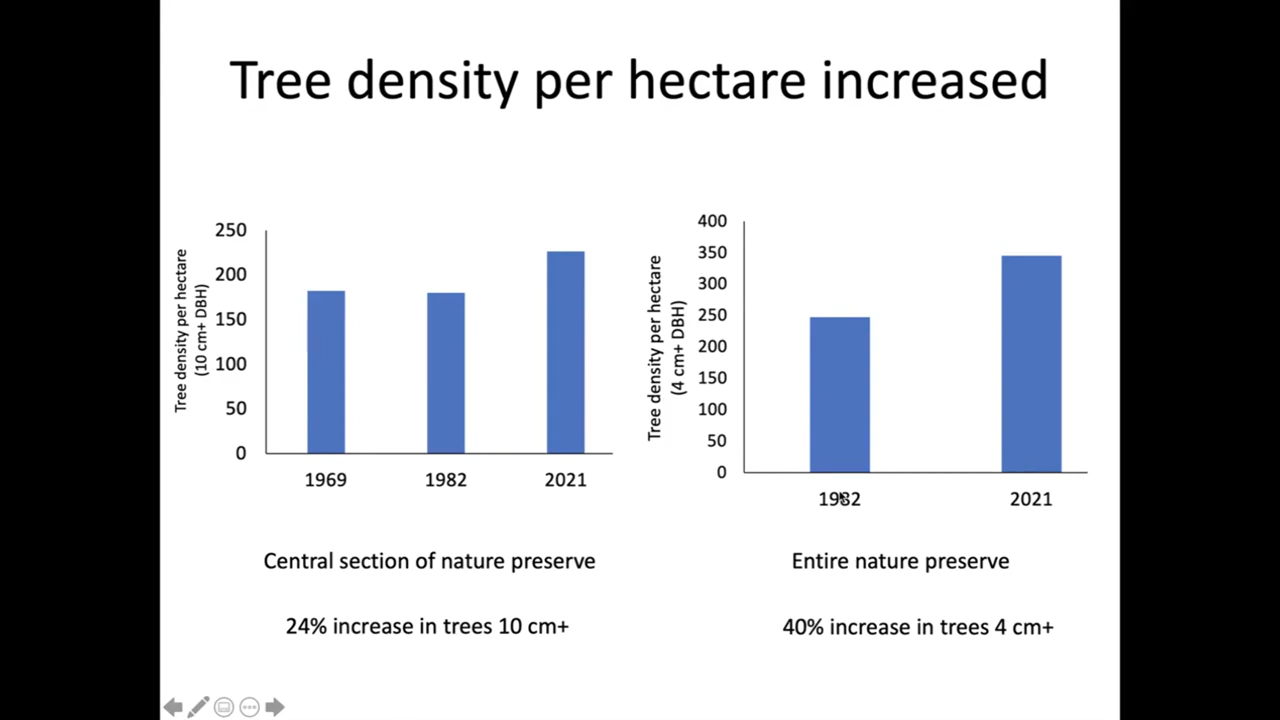 Tree density per hectare increased
Tree density per hectare
(10 cm+ DBH)
250
200
150
100
50
0
1969 1982 2021
Central section of nature preserve
24% increase in trees 10 cm+
Tree density per hectare
(4 cm+ DBH)
400
350
300
250
200
150
100
50
0
1982 2021
Entire nature preserve
40% increase in trees 4 cm+